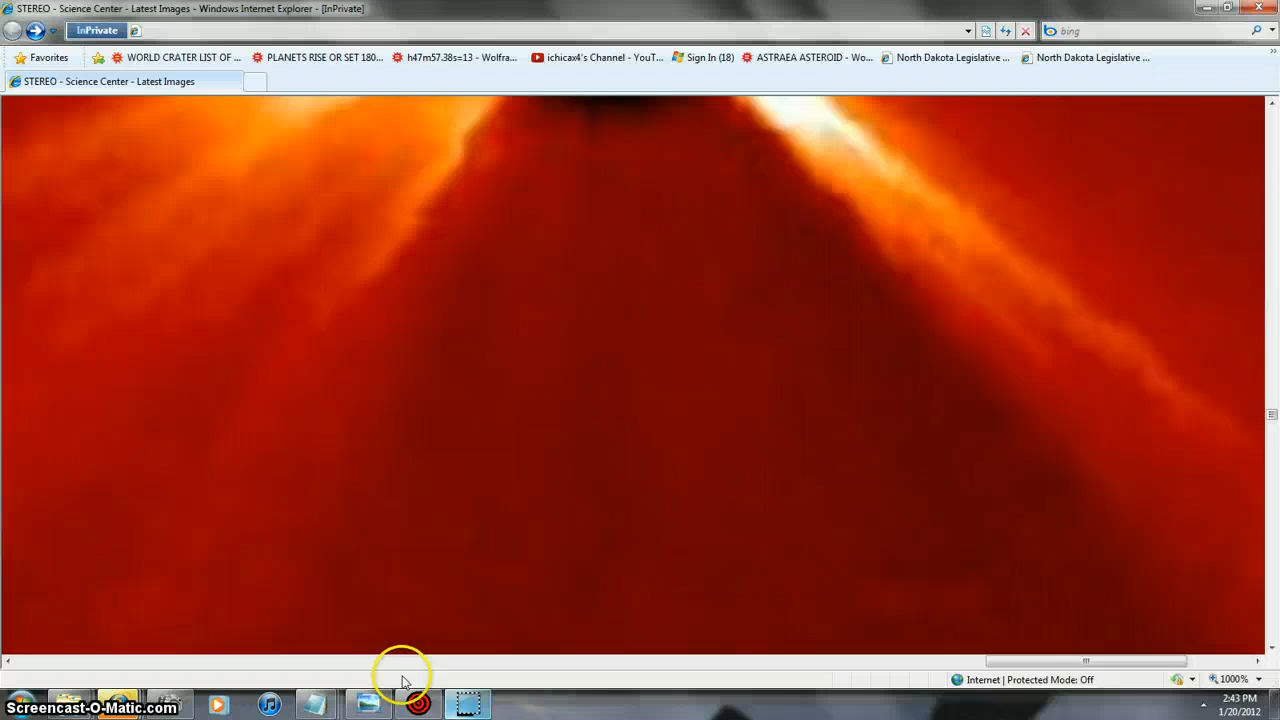 STEREO - Science Center - Latest Images - Windows Internet Explorer - [InPrivate]
InPrivate
bing
Favorites
WORLD CRATER LIST OF ...
PLANETS RISE OR SET 180...
h47m57.38s=13 - Wolfra...
ichicax4's Channel - YouT...
Sign In (18)
ASTRAEA ASTEROID - Wo...
North Dakota Legislative ...
North Dakota Legislative ...
STEREO - Science Center - Latest Images
Internet | Protected Mode: Off
1000%
Screencast-O-Matic.com
2:43 PM
1/20/2012